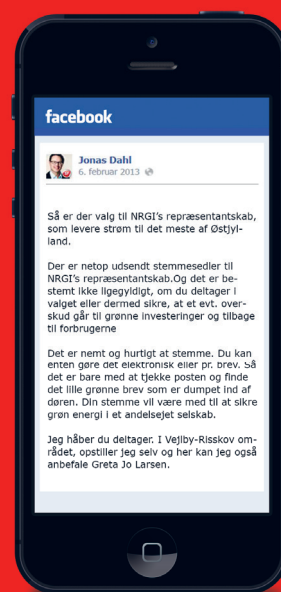 facebook
Jonas Dahl
6. februar 2013
Så er der valg til NRGI's repræsentantskab,
som levere strøm til det meste af Østjyl-
land.
Der er netop udsendt stemmesedler til
NRGI's repræsentantskab.Og det er be-
stemt ikke ligegyldigt, om du deltager i
valget eller dermed sikre, at et evt. over-
skud går til grønne investeringer og tilbage
til forbrugerne
Det er nemt og hurtigt at stemme. Du kan
enten gøre det elektronisk eller pr. brev. Så
det er bare med at tjekke posten og finde
det lille grønne brev som er dumpet ind af
døren. Din stemme vil være med til at sikre
grøn energi i et andelsejet selskab.
Jeg håber du deltager. I Vejlby-Risskov om-
rådet, opstiller jeg selv og her kan jeg også
anbefale Greta Jo Larsen.